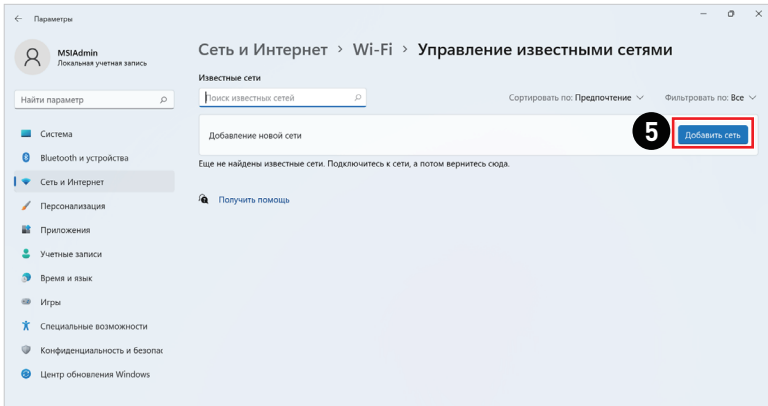 Параметры
MSIAdmin
Локальная учетная запись
Найти параметр
Система
Bluetooth и устройства
Сеть и Интернет
Персонализация
Приложения
Учетные записи
Время и язык
Игры
Специальные возможности
Конфиденциальность и безопас
Центр обновления Windows
Сеть и Интернет > Wi-Fi > Управление известными сетями
Известные сети
Поиск известных сетей
Сортировать по: Предпочтение
Фильтровать по: Все
Добавление новой сети
5
Добавить сеть
Еще не найдены известные сети. Подключитесь к сети, а потом вернитесь сюда.
Получить помощь